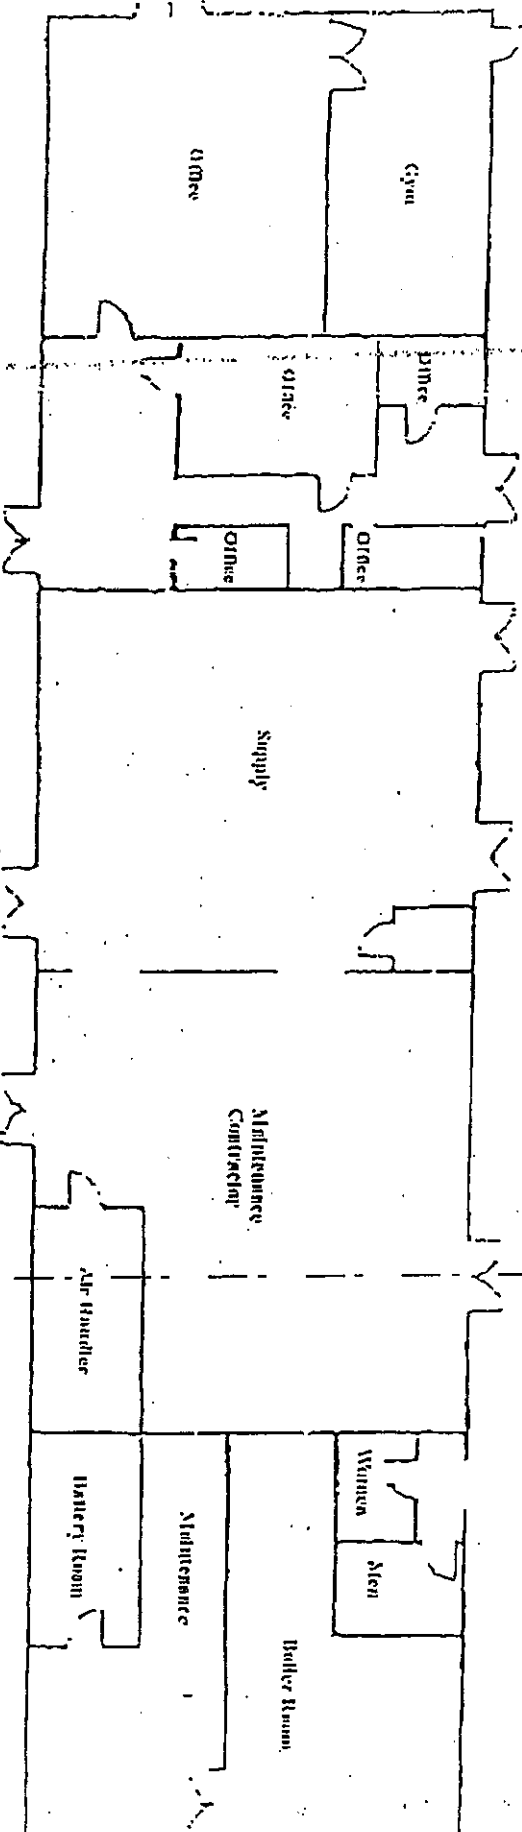 Office
Gym
Office
Office
Office
Office
Supply
Maintenance
Contractor
Air Handler
Women
Battery Room
Maintenance
Men
Boiler Room